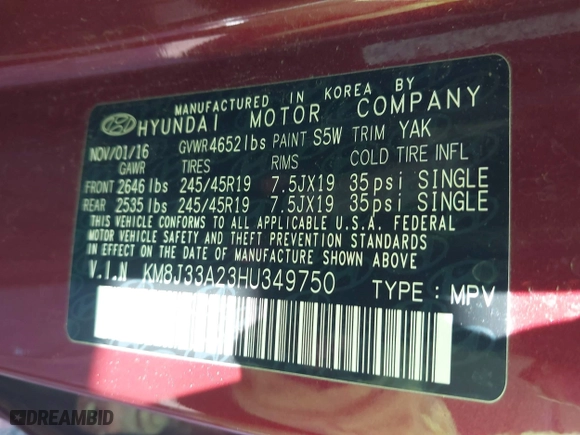 MANUFACTURED IN KOREA BY
HYUNDAI MOTOR COMPANY
NOV/01/16 GVWR 4652lbs PAINT S5W TRIM YAK
GAWR TIRES RIMS COLD TIRE INFL
FRONT 2646 lbs 245/45R19 7.5JX19 35psi SINGLE
REAR 2535 lbs 245/45R19 7.5JX19 35psi SINGLE
THIS VEHICLE CONFORMS TO ALL APPLICABLE U.S.A. FEDERAL
MOTOR VEHICLE SAFETY AND THEFT PREVENTION STANDARDS
IN EFFECT ON THE DATE OF MANUFACTURE SHOWN ABOVE.
V.I.N KM8J33A23HU349750 TYPE: MPV
DREAMBID